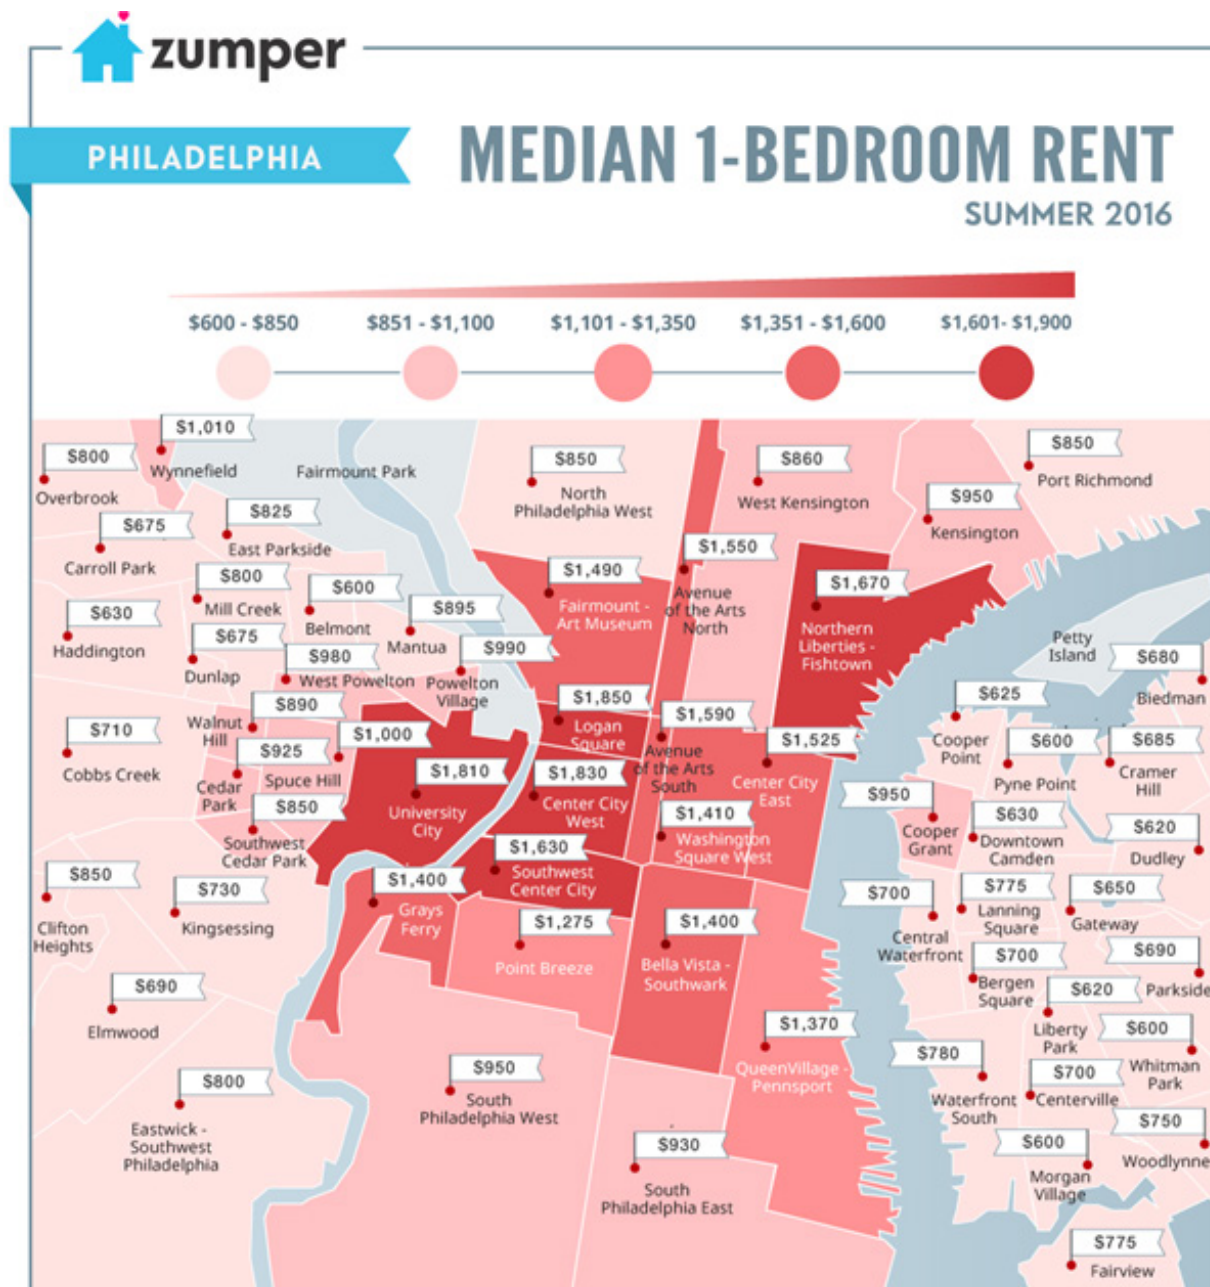 zumper
PHILADELPHIA
MEDIAN 1-BEDROOM RENT
SUMMER 2016
$600 - $850
$851 - $1,100
$1,101 - $1,350
$1,351 - $1,600
$1,601- $1,900
$1,010
Wynnefield
$800
Overbrook
Fairmount Park
$850
North
Philadelphia West
$860
West Kensington
$850
Port Richmond
$950
Kensington
$675
Carroll Park
$825
East Parkside
$1,550
Avenue
of the Arts
North
$1,490
Fairmount -
Art Museum
$1,670
Northern
Liberties -
Fishtown
$800
Mill Creek
$600
Belmont
$895
Mantua
$630
Haddington
$675
Dunlap
$980
West Powelton
$990
Powelton
Village
Petty
Island
$680
Biedman
$890
Walnut
Hill
$1,850
Logan
Square
$1,590
Avenue
of the Arts
South
$625
Cooper
Point
$710
Cobbs Creek
$1,000
Spuce Hill
$925
Cedar
Park
$1,525
Center City
East
$600
Pyne Point
$685
Cramer
Hill
$1,810
University
City
$1,830
Center City
West
$950
Cooper
Grant
$850
Southwest
Cedar Park
$1,410
Washington
Square West
$630
Downtown
Camden
$620
Dudley
$1,630
Southwest
Center City
$850
Clifton
Heights
$730
Kingsessing
$1,400
Grays
Ferry
$700
Central
Waterfront
$775
Lanning
Square
$650
Gateway
$1,275
Point Breeze
$1,400
Bella Vista -
Southwark
$700
Bergen
Square
$690
Parkside
$690
Elmwood
$620
Liberty
Park
$1,370
QueenVillage -
Pennsport
$600
Whitman
Park
$780
Waterfront
South
$950
South
Philadelphia West
$800
Eastwick -
Southwest
Philadelphia
$700
Centerville
$750
Woodlynne
$930
South
Philadelphia East
$600
Morgan
Village
$775
Fairview